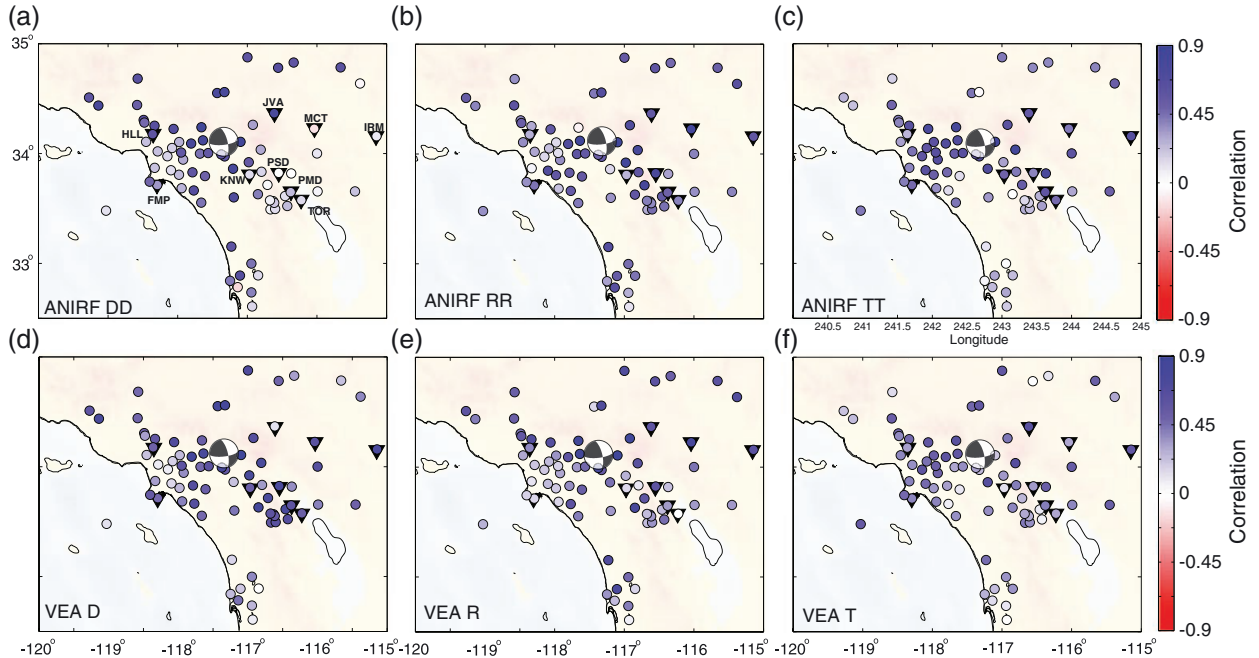 (a)
(b)
(c)
35°
34°
33°
JVA
MCT
IRM
HLL
PSD
KNW
PMD
FMP
TOR
ANIRF DD
ANIRF RR
ANIRF TT
240.5 241 241.5 242 242.5 243 243.5 244 244.5 245
Longitude
0.9
0.45
0
-0.45
-0.9
Correlation
(d)
(e)
(f)
VEA D
VEA R
VEA T
-120 -119 -118 -117 -116 -115°
-119 -118 -117 -116 -115°
-119 -118 -117 -116 -115°
0.9
0.45
0
-0.45
-0.9
Correlation